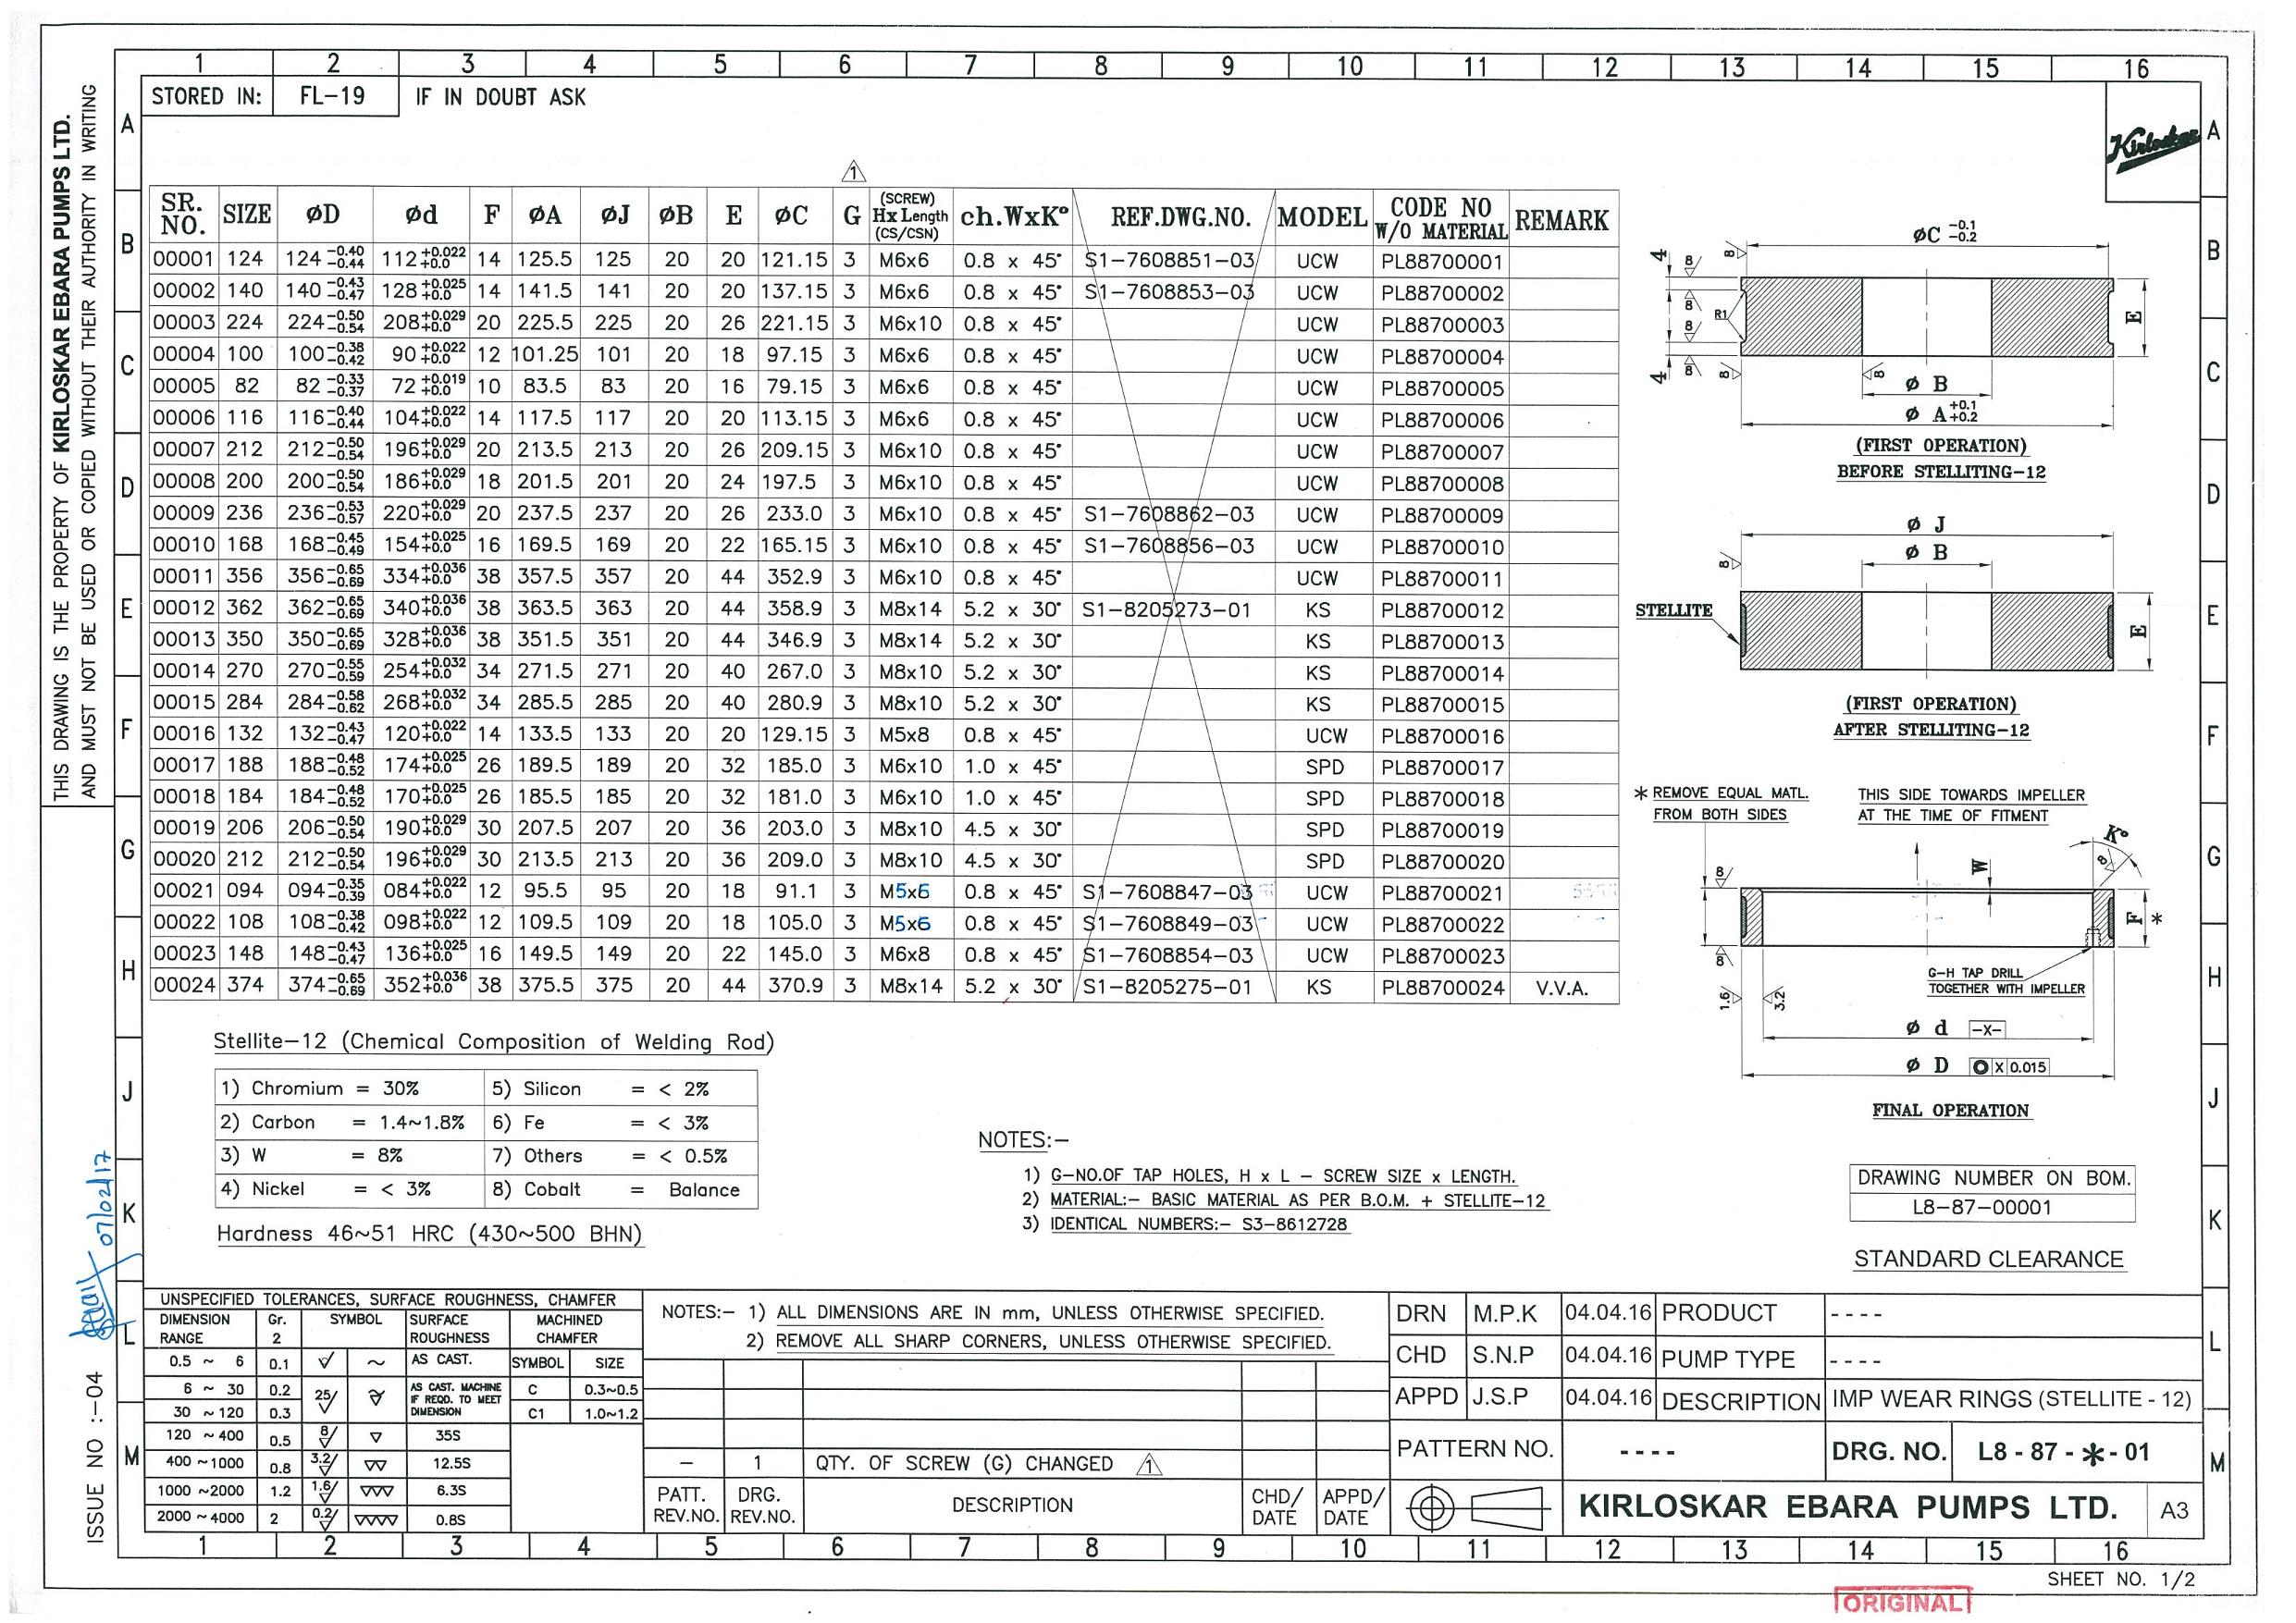 1 2 3 4 5 6 7 8 9 10 11 12 13 14 15 16
STORED IN: FL-19 IF IN DOUBT ASK
Kirloskar
THIS DRAWING IS THE PROPERTY OF KIRLOSKAR EBARA PUMPS LTD.
AND MUST NOT BE USED OR COPIED WITHOUT THEIR AUTHORITY IN WRITING
A B C D E F G H J K L M
1
SR. NO. SIZE ØD Ød F ØA ØJ ØB E ØC G (SCREW) Hx Length (CS/CSN) ch.WxK° REF.DWG.NO. MODEL CODE NO W/O MATERIAL REMARK
00001 124 124 -0.40 -0.44 112 +0.022 +0.0 14 125.5 125 20 20 121.15 3 M6x6 0.8 x 45° S1-7608851-03 UCW PL88700001
00002 140 140 -0.43 -0.47 128 +0.025 +0.0 14 141.5 141 20 20 137.15 3 M6x6 0.8 x 45° S1-7608853-03 UCW PL88700002
00003 224 224 -0.50 -0.54 208 +0.029 +0.0 20 225.5 225 20 26 221.15 3 M6x10 0.8 x 45° UCW PL88700003
00004 100 100 -0.38 -0.42 90 +0.022 +0.0 12 101.25 101 20 18 97.15 3 M6x6 0.8 x 45° UCW PL88700004
00005 82 82 -0.33 -0.37 72 +0.019 +0.0 10 83.5 83 20 16 79.15 3 M6x6 0.8 x 45° UCW PL88700005
00006 116 116 -0.40 -0.44 104 +0.022 +0.0 14 117.5 117 20 20 113.15 3 M6x6 0.8 x 45° UCW PL88700006
00007 212 212 -0.50 -0.54 196 +0.029 +0.0 20 213.5 213 20 26 209.15 3 M6x10 0.8 x 45° UCW PL88700007
00008 200 200 -0.50 -0.54 186 +0.029 +0.0 18 201.5 201 20 24 197.5 3 M6x10 0.8 x 45° UCW PL88700008
00009 236 236 -0.53 -0.57 220 +0.029 +0.0 20 237.5 237 20 26 233.0 3 M6x10 0.8 x 45° S1-7608862-03 UCW PL88700009
00010 168 168 -0.45 -0.49 154 +0.025 +0.0 16 169.5 169 20 22 165.15 3 M6x10 0.8 x 45° S1-7608856-03 UCW PL88700010
00011 356 356 -0.65 -0.69 334 +0.036 +0.0 38 357.5 357 20 44 352.9 3 M6x10 0.8 x 45° UCW PL88700011
00012 362 362 -0.65 -0.69 340 +0.036 +0.0 38 363.5 363 20 44 358.9 3 M8x14 5.2 x 30° S1-8205273-01 KS PL88700012
00013 350 350 -0.65 -0.69 328 +0.036 +0.0 38 351.5 351 20 44 346.9 3 M8x14 5.2 x 30° KS PL88700013
00014 270 270 -0.55 -0.59 254 +0.032 +0.0 34 271.5 271 20 40 267.0 3 M8x10 5.2 x 30° KS PL88700014
00015 284 284 -0.58 -0.62 268 +0.032 +0.0 34 285.5 285 20 40 280.9 3 M8x10 5.2 x 30° KS PL88700015
00016 132 132 -0.43 -0.47 120 +0.022 +0.0 14 133.5 133 20 20 129.15 3 M5x8 0.8 x 45° UCW PL88700016
00017 188 188 -0.48 -0.52 174 +0.025 +0.0 26 189.5 189 20 32 185.0 3 M6x10 1.0 x 45° SPD PL88700017
00018 184 184 -0.48 -0.52 170 +0.025 +0.0 26 185.5 185 20 32 181.0 3 M6x10 1.0 x 45° SPD PL88700018
00019 206 206 -0.50 -0.54 190 +0.029 +0.0 30 207.5 207 20 36 203.0 3 M8x10 4.5 x 30° SPD PL88700019
00020 212 212 -0.50 -0.54 196 +0.029 +0.0 30 213.5 213 20 36 209.0 3 M8x10 4.5 x 30° SPD PL88700020
00021 094 094 -0.35 -0.39 084 +0.022 +0.0 12 95.5 95 20 18 91.1 3 M5x6 0.8 x 45° S1-7608847-03 UCW PL88700021
00022 108 108 -0.38 -0.42 098 +0.022 +0.0 12 109.5 109 20 18 105.0 3 M5x6 0.8 x 45° S1-7608849-03 UCW PL88700022
00023 148 148 -0.43 -0.47 136 +0.025 +0.0 16 149.5 149 20 22 145.0 3 M6x8 0.8 x 45° S1-7608854-03 UCW PL88700023
00024 374 374 -0.65 -0.69 352 +0.036 +0.0 38 375.5 375 20 44 370.9 3 M8x14 5.2 x 30° S1-8205275-01 KS PL88700024 V.V.A.
ØC -0.1 -0.2
4 8 8
8
8 R1
8
4 8 8 8
E
Ø B
Ø A +0.1 +0.2
(FIRST OPERATION)
BEFORE STELLITING-12
Ø J
Ø B
8
STELLITE
E
(FIRST OPERATION)
AFTER STELLITING-12
* REMOVE EQUAL MATL.
FROM BOTH SIDES
THIS SIDE TOWARDS IMPELLER
AT THE TIME OF FITMENT
K°
8 W 8
F *
8
G-H TAP DRILL
TOGETHER WITH IMPELLER
1.6 3.2
Ø d -X-
Ø D X 0.015
FINAL OPERATION
Stellite-12 (Chemical Composition of Welding Rod)
1) Chromium = 30% 5) Silicon = < 2%
2) Carbon = 1.4~1.8% 6) Fe = < 3%
3) W = 8% 7) Others = < 0.5%
4) Nickel = < 3% 8) Cobalt = Balance
Hardness 46~51 HRC (430~500 BHN)
NOTES:-
1) G-NO.OF TAP HOLES, H x L - SCREW SIZE x LENGTH.
2) MATERIAL:- BASIC MATERIAL AS PER B.O.M. + STELLITE-12
3) IDENTICAL NUMBERS:- S3-8612728
DRAWING NUMBER ON BOM.
L8-87-00001
STANDARD CLEARANCE
07/02/17
ISSUE NO :-04
UNSPECIFIED TOLERANCES, SURFACE ROUGHNESS, CHAMFER
DIMENSION RANGE Gr. 2 SYMBOL SURFACE ROUGHNESS MACHINED CHAMFER
0.5 ~ 6 0.1 ~ AS CAST. SYMBOL SIZE
6 ~ 30 0.2 25 AS CAST. MACHINE IF REQD. TO MEET DIMENSION C 0.3~0.5
30 ~120 0.3 C1 1.0~1.2
120 ~400 0.5 8 35S
400 ~1000 0.8 3.2 12.5S
1000 ~2000 1.2 1.6 6.3S
2000 ~4000 2 0.2 0.8S
NOTES:- 1) ALL DIMENSIONS ARE IN mm, UNLESS OTHERWISE SPECIFIED.
2) REMOVE ALL SHARP CORNERS, UNLESS OTHERWISE SPECIFIED.
- 1 QTY. OF SCREW (G) CHANGED 1
PATT. REV.NO. DRG. REV.NO. DESCRIPTION CHD/ DATE APPD/ DATE
DRN M.P.K 04.04.16 PRODUCT ----
CHD S.N.P 04.04.16 PUMP TYPE ----
APPD J.S.P 04.04.16 DESCRIPTION IMP WEAR RINGS (STELLITE - 12)
PATTERN NO. ---- DRG. NO. L8 - 87 - * - 01
KIRLOSKAR EBARA PUMPS LTD. A3
1 2 3 4 5 6 7 8 9 10 11 12 13 14 15 16
SHEET NO. 1/2
ORIGINAL